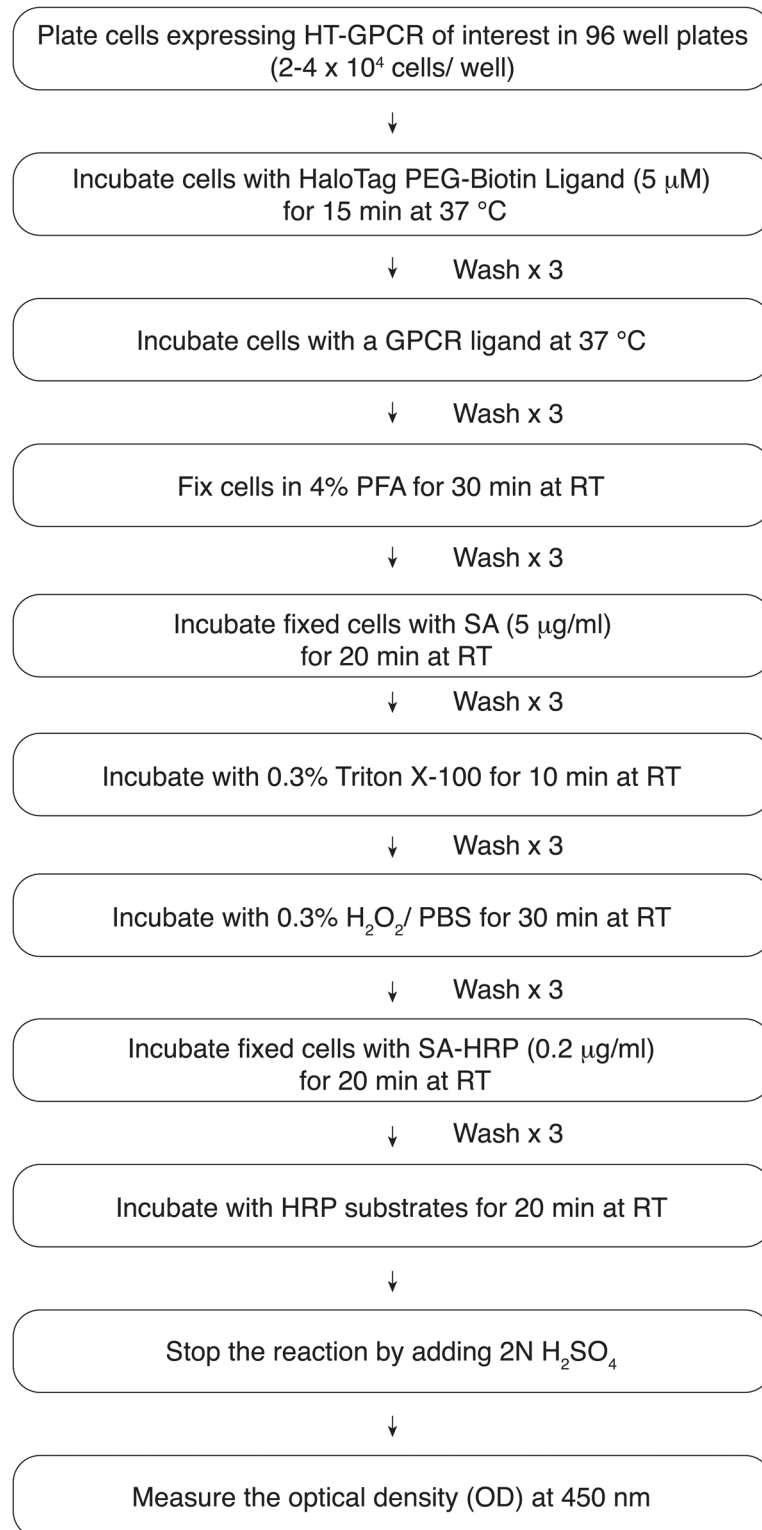 Plate cells expressing HT-GPCR of interest in 96 well plates
(2-4 x 10⁴ cells/ well)
Incubate cells with HaloTag PEG-Biotin Ligand (5 μM)
for 15 min at 37 °C
Wash x 3
Incubate cells with a GPCR ligand at 37 °C
Wash x 3
Fix cells in 4% PFA for 30 min at RT
Wash x 3
Incubate fixed cells with SA (5 μg/ml)
for 20 min at RT
Wash x 3
Incubate with 0.3% Triton X-100 for 10 min at RT
Wash x 3
Incubate with 0.3% H₂O₂/ PBS for 30 min at RT
Wash x 3
Incubate fixed cells with SA-HRP (0.2 μg/ml)
for 20 min at RT
Wash x 3
Incubate with HRP substrates for 20 min at RT
Stop the reaction by adding 2N H₂SO₄
Measure the optical density (OD) at 450 nm